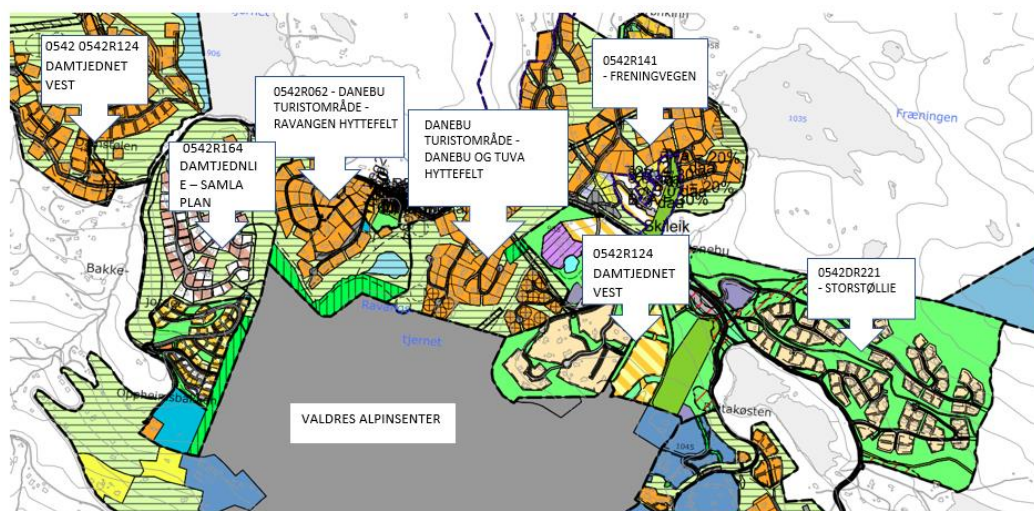 0542 0542R124
DAMTJEDNET
VEST
0542R062 - DANEBU
TURISTOMRÅDE -
RAVANGEN HYTTEFELT
0542R141
- FRENINGVEGEN
906
1035
Fræningen
DANEBU
TURISTOMRÅDE -
DANEBU OG TUVA
HYTTEFELT
0542R164
DAMTJEDNLI
E – SAMLA
PLAN
Skileik
0542R124
DAMTJEDNET
VEST
0542DR221
- STORSTØLLIE
Bakke-
tjernet
VALDRES ALPINSENTER
1045